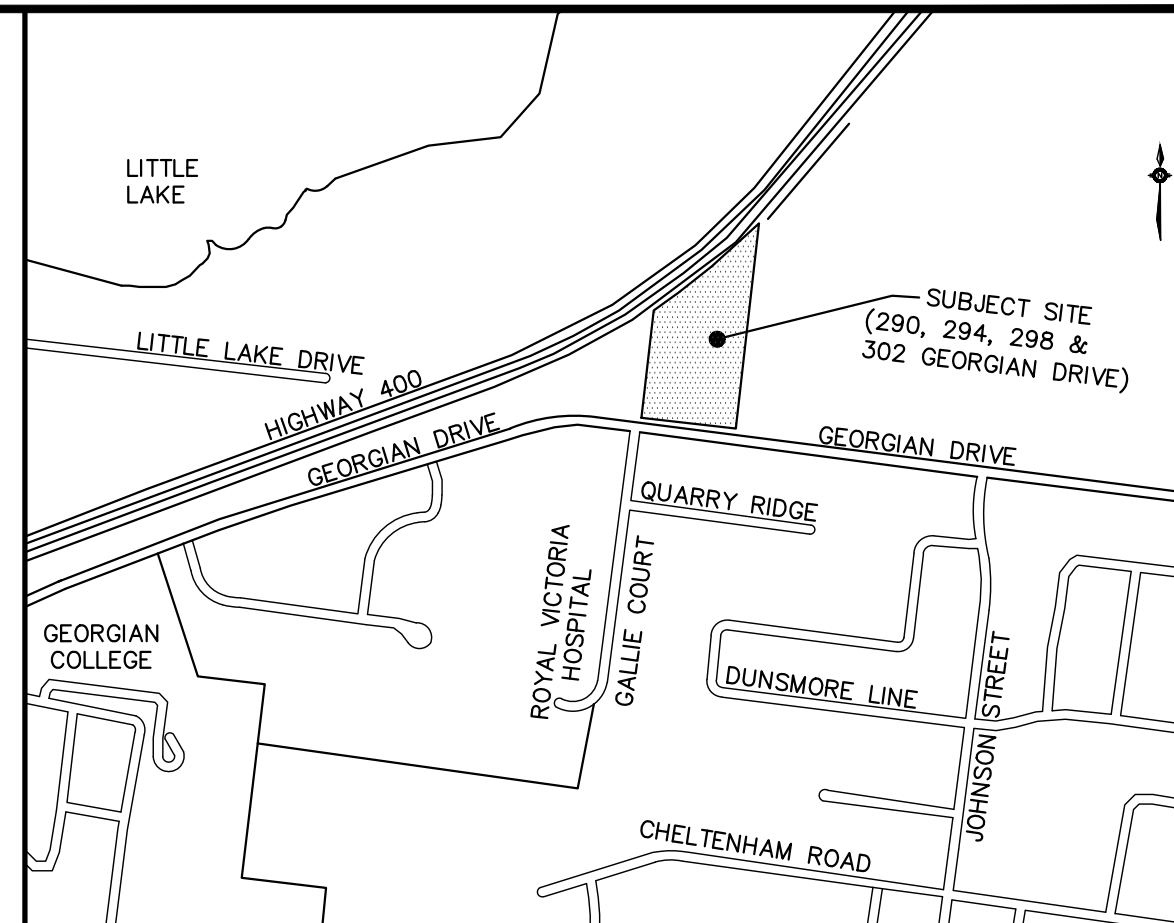 LITTLE
LAKE
SUBJECT SITE
(290, 294, 298 &
302 GEORGIAN DRIVE)
LITTLE LAKE DRIVE
HIGHWAY 400
GEORGIAN DRIVE
GEORGIAN DRIVE
QUARRY RIDGE
ROYAL VICTORIA
HOSPITAL
GALLIE COURT
GEORGIAN
COLLEGE
DUNSMORE LINE
JOHNSON STREET
CHELTENHAM ROAD